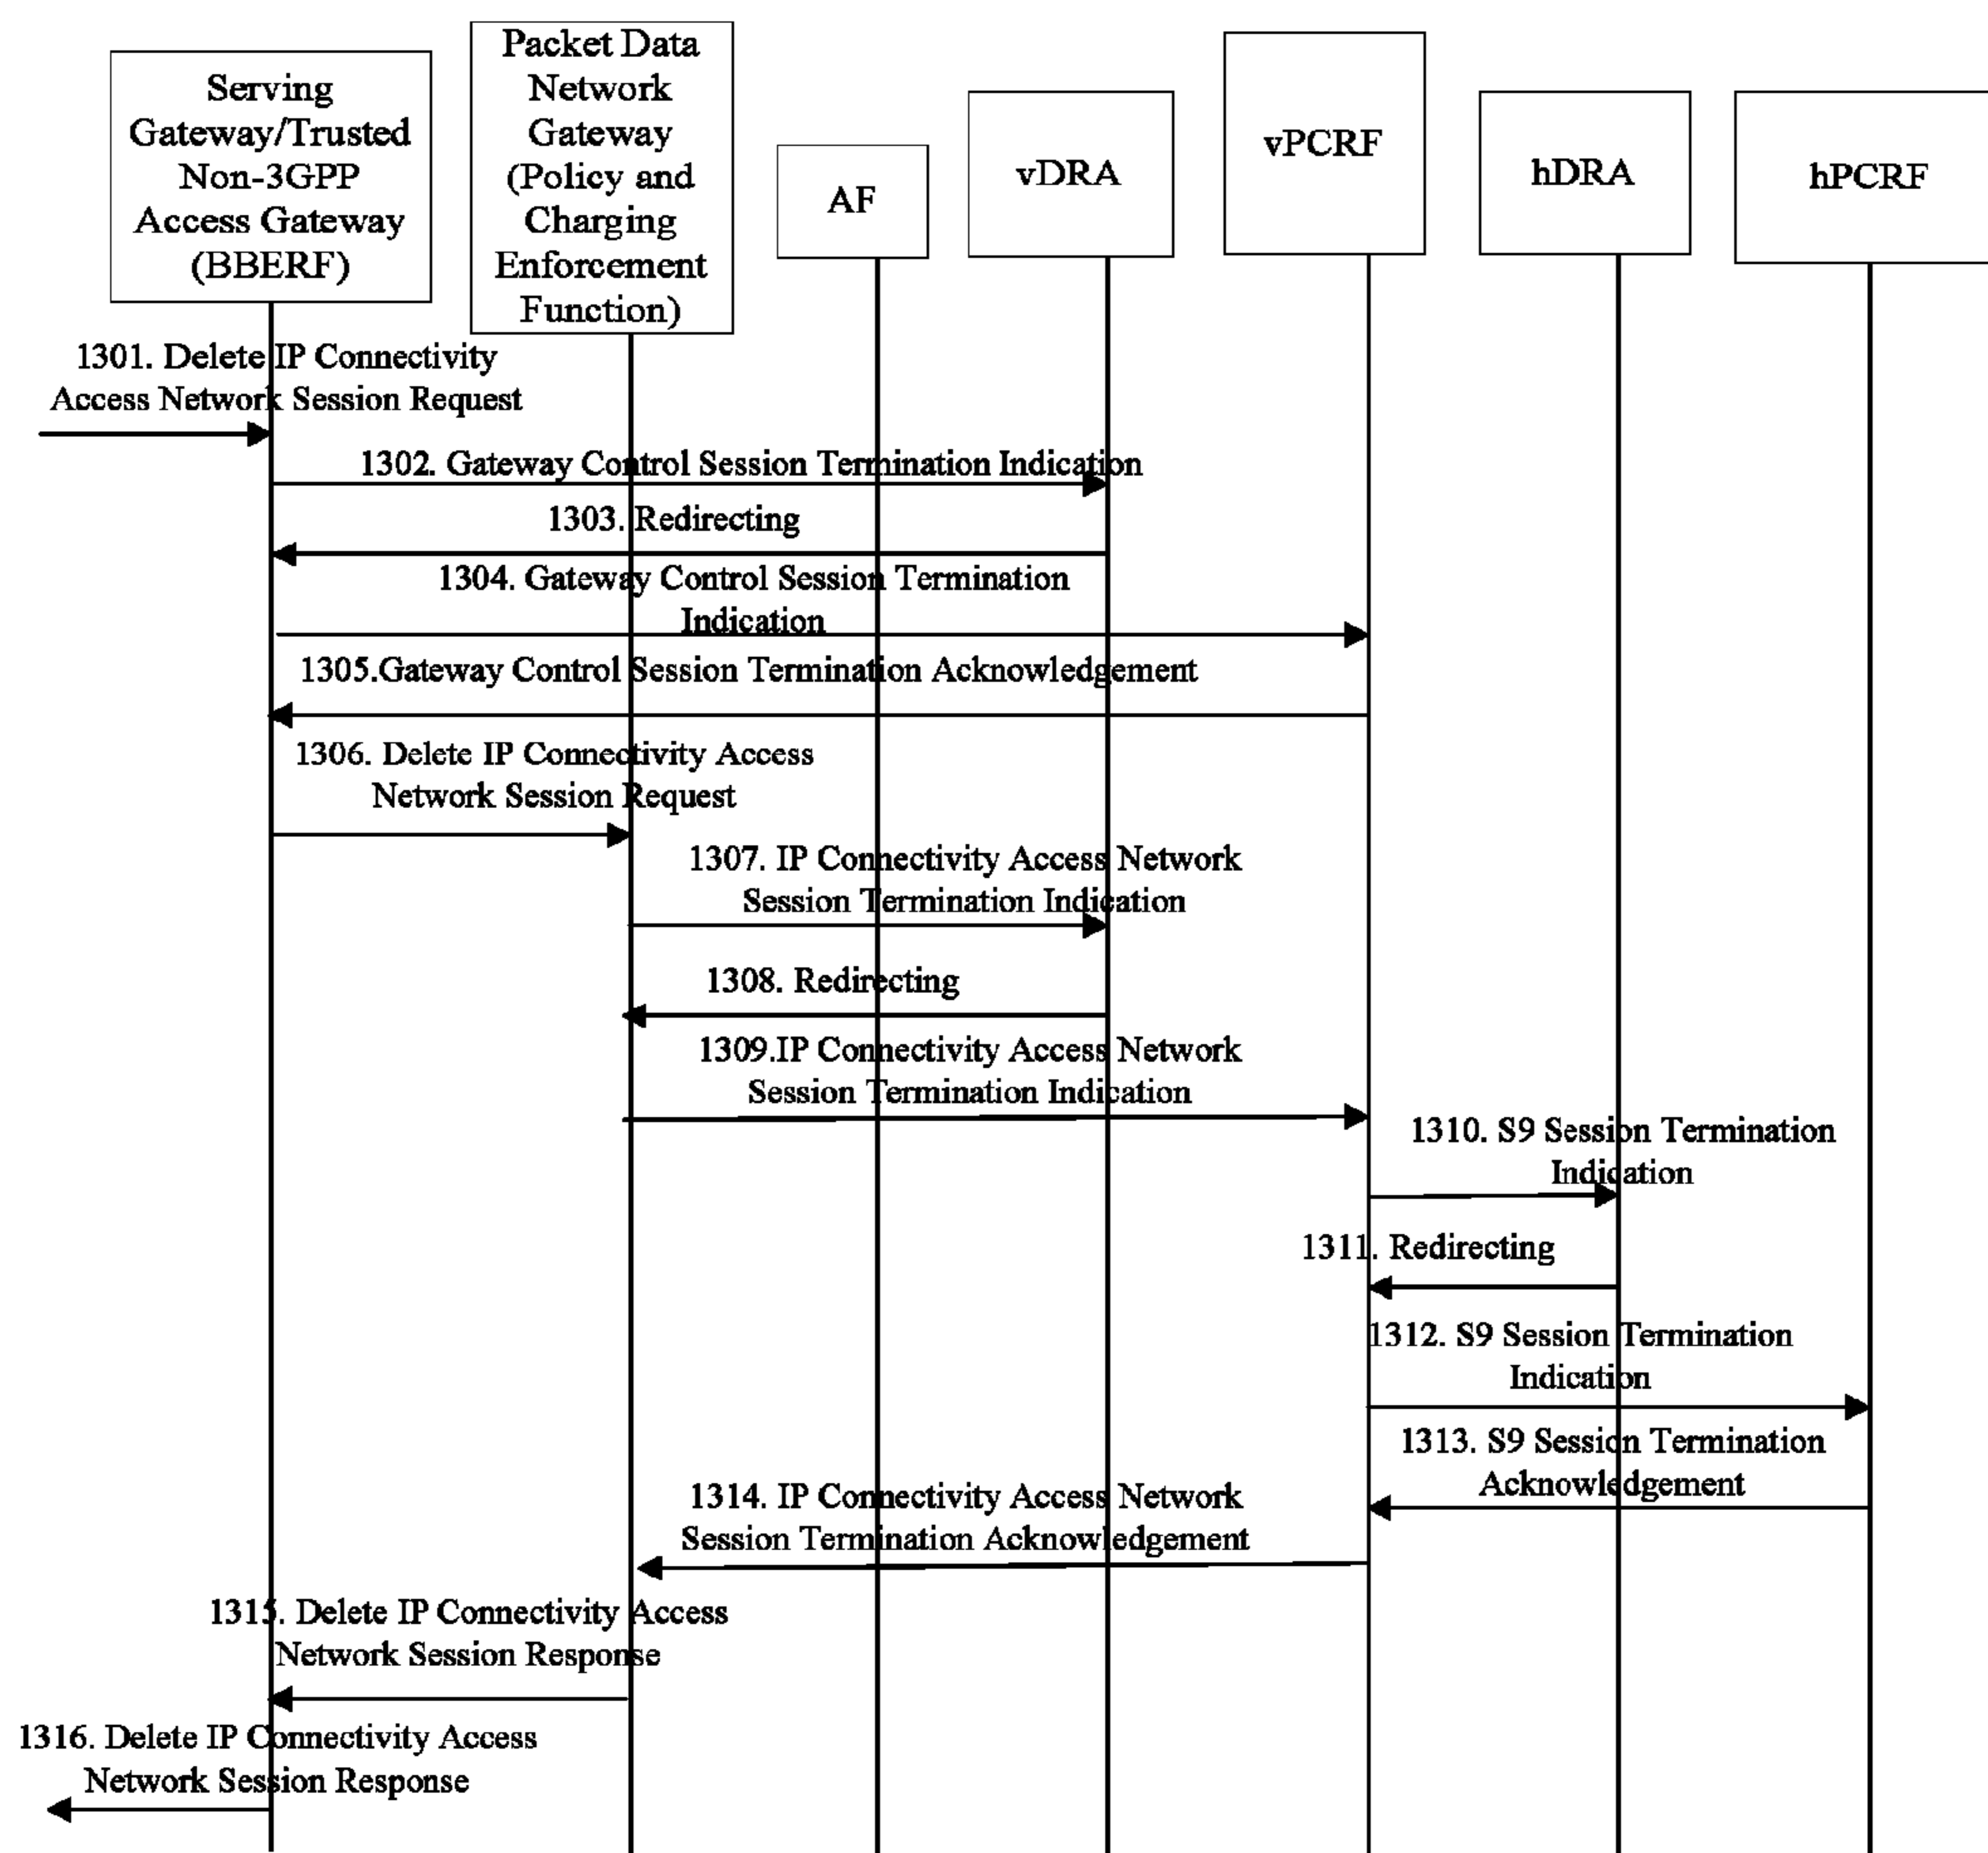 Serving
Gateway/Trusted
Non-3GPP
Access Gateway
(BBERF)
Packet Data
Network
Gateway
(Policy and
Charging
Enforcement
Function)
AF
vDRA
vPCRF
hDRA
hPCRF
1301. Delete IP Connectivity
Access Network Session Request
1302. Gateway Control Session Termination Indication
1303. Redirecting
1304. Gateway Control Session Termination
Indication
1305.Gateway Control Session Termination Acknowledgement
1306. Delete IP Connectivity Access
Network Session Request
1307. IP Connectivity Access Network
Session Termination Indication
1308. Redirecting
1309.IP Connectivity Access Network
Session Termination Indication
1310. S9 Session Termination
Indication
1311. Redirecting
1312. S9 Session Termination
Indication
1313. S9 Session Termination
Acknowledgement
1314. IP Connectivity Access Network
Session Termination Acknowledgement
1315. Delete IP Connectivity Access
Network Session Response
1316. Delete IP Connectivity Access
Network Session Response